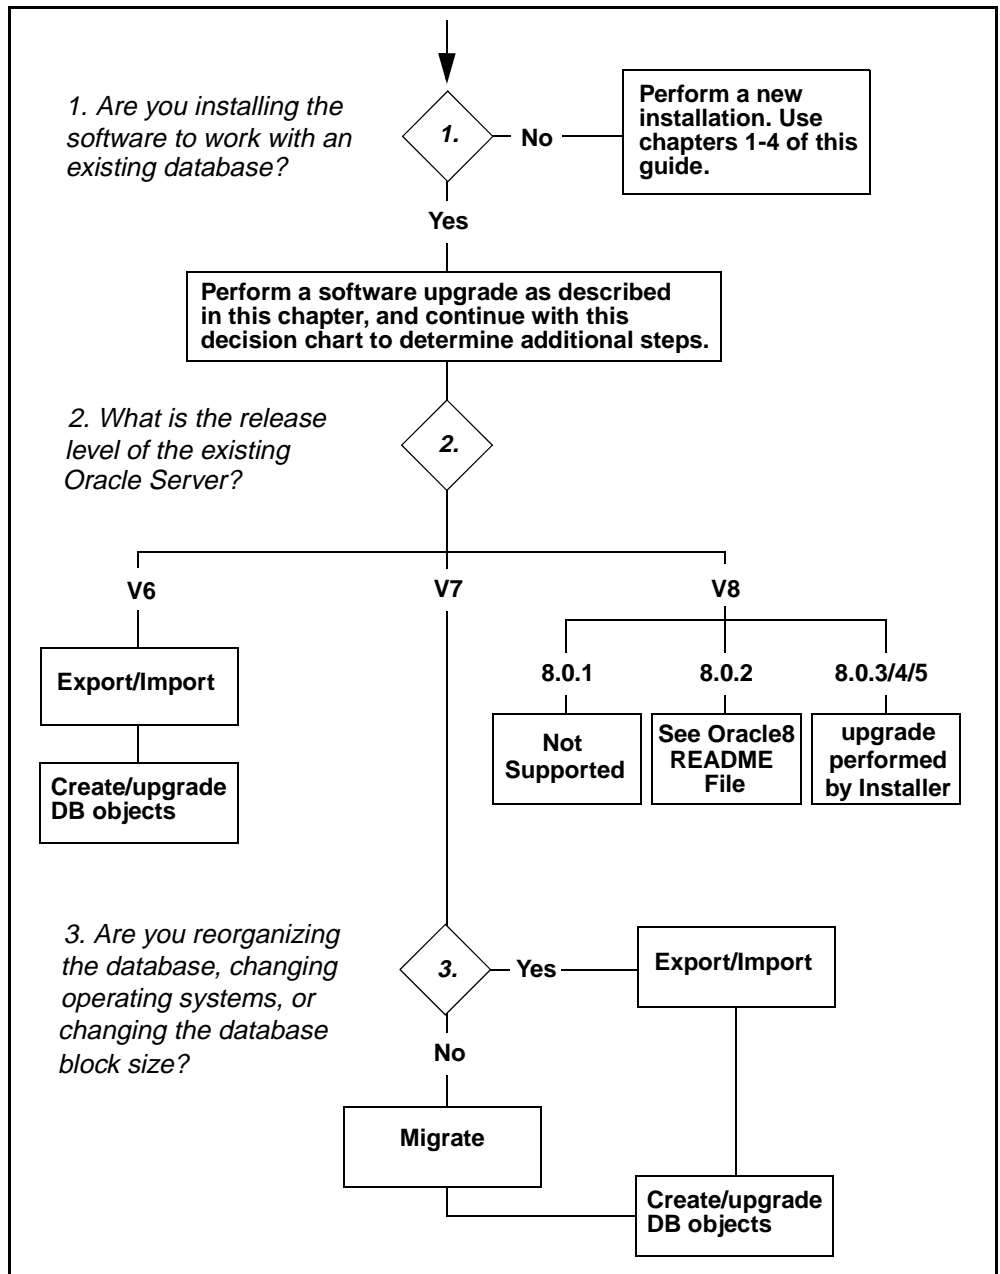 1. Are you installing the
software to work with an
existing database?
1.
No
Perform a new
installation. Use
chapters 1-4 of this
guide.
Yes
Perform a software upgrade as described
in this chapter, and continue with this
decision chart to determine additional steps.
2. What is the release
level of the existing
Oracle Server?
2.
V6
V7
V8
Export/Import
Create/upgrade
DB objects
8.0.1
8.0.2
8.0.3/4/5
Not
Supported
See Oracle8
README
File
upgrade
performed
by Installer
3. Are you reorganizing
the database, changing
operating systems, or
changing the database
block size?
3.
Yes
Export/Import
No
Migrate
Create/upgrade
DB objects